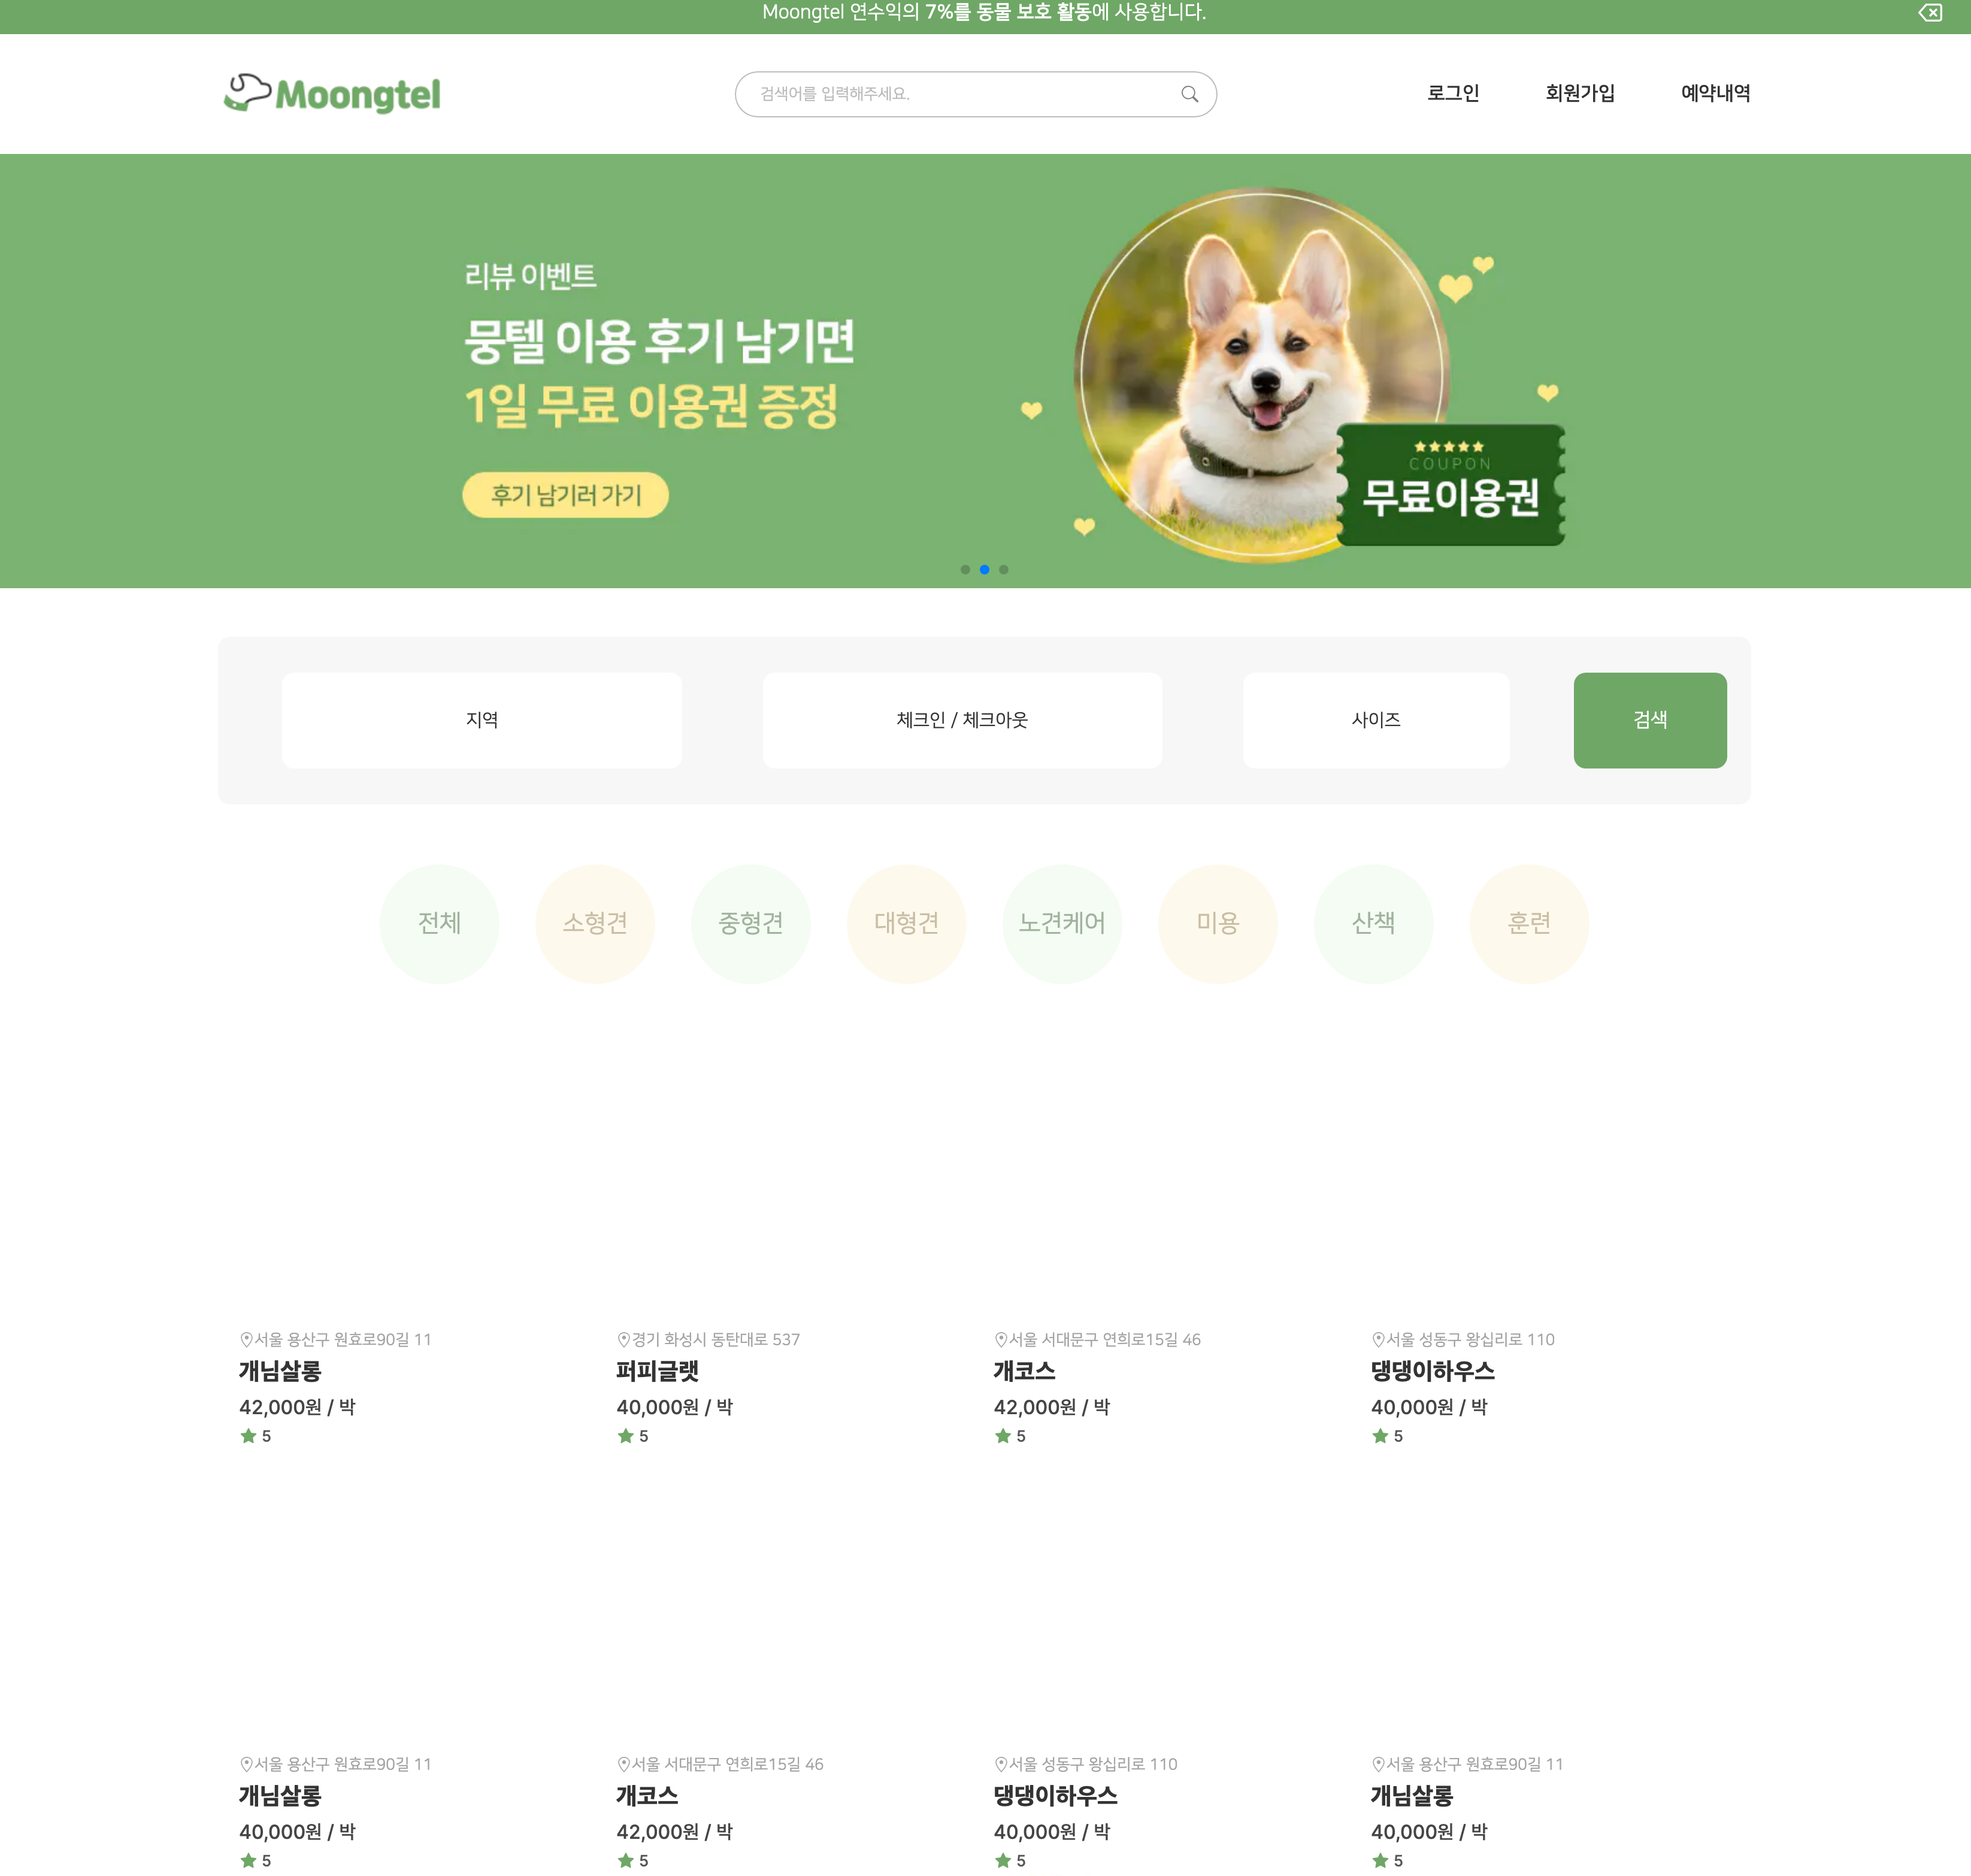 Moongtel 연수익의 7%를 동물 보호 활동에 사용합니다.
Moongtel
검색어를 입력해주세요.
로그인
회원가입
예약내역
리뷰 이벤트
뭉텔 이용 후기 남기면
1일 무료 이용권 증정
후기 남기러 가기
COUPON
무료이용권
지역
체크인 / 체크아웃
사이즈
검색
전체
소형견
중형견
대형견
노견케어
미용
산책
훈련
서울 용산구 원효로90길 11
개님살롱
42,000원 / 박
5
경기 화성시 동탄대로 537
퍼피글랫
40,000원 / 박
5
서울 서대문구 연희로15길 46
개코스
42,000원 / 박
5
서울 성동구 왕십리로 110
댕댕이하우스
40,000원 / 박
5
서울 용산구 원효로90길 11
개님살롱
40,000원 / 박
5
서울 서대문구 연희로15길 46
개코스
42,000원 / 박
5
서울 성동구 왕십리로 110
댕댕이하우스
40,000원 / 박
5
서울 용산구 원효로90길 11
개님살롱
40,000원 / 박
5